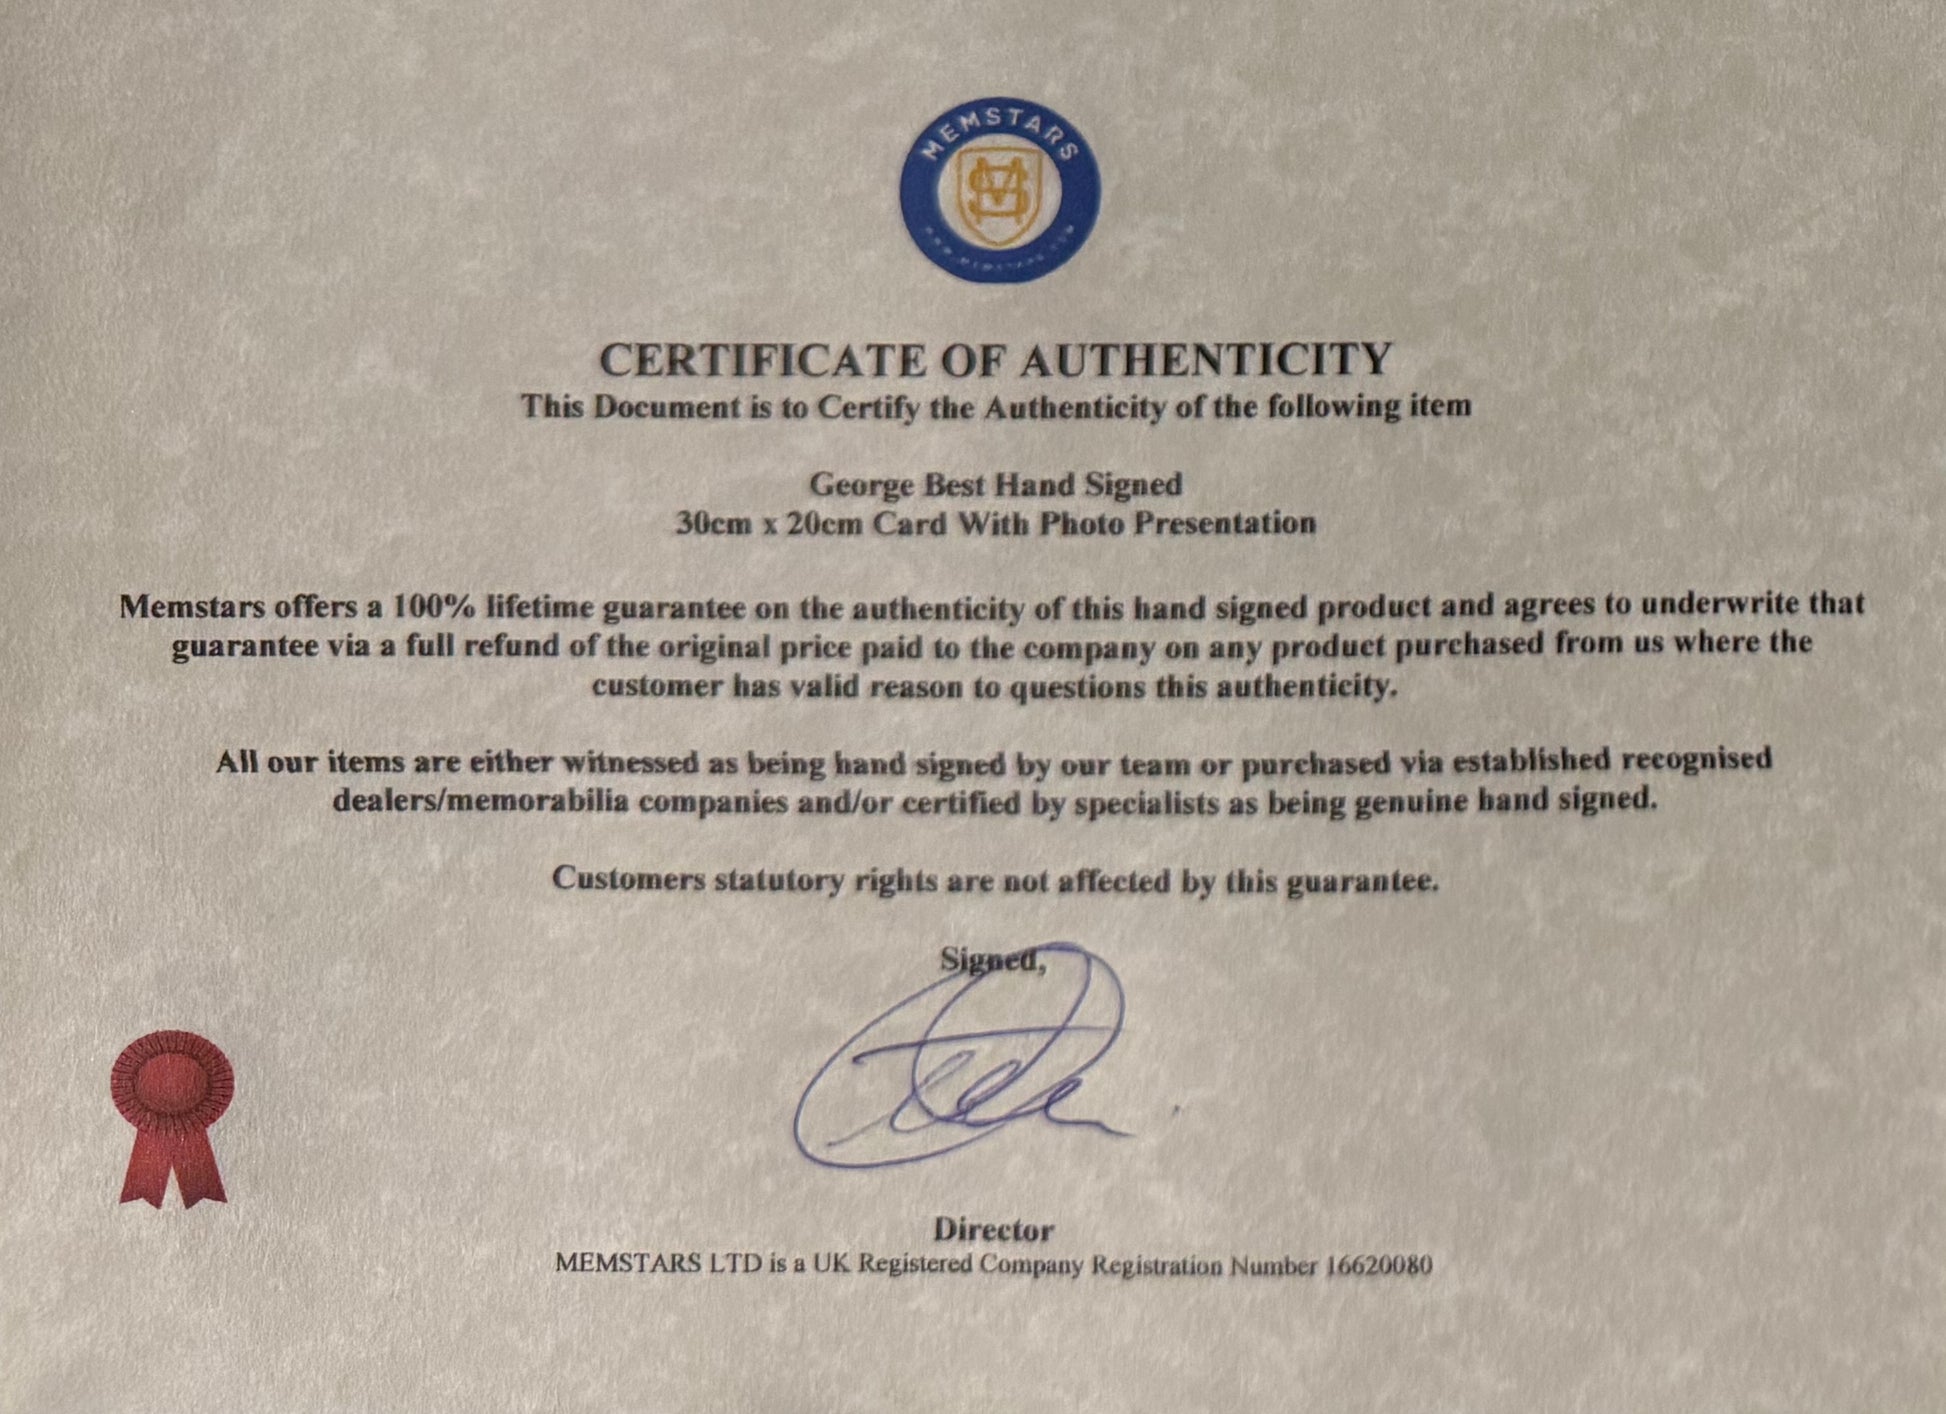 MEMSTARS
CERTIFICATE OF AUTHENTICITY
This Document is to Certify the Authenticity of the following item
George Best Hand Signed
30cm x 20cm Card With Photo Presentation
Memstars offers a 100% lifetime guarantee on the authenticity of this hand signed product and agrees to underwrite that
guarantee via a full refund of the original price paid to the company on any product purchased from us where the
customer has valid reason to questions this authenticity.
All our items are either witnessed as being hand signed by our team or purchased via established recognised
dealers/memorabilia companies and/or certified by specialists as being genuine hand signed.
Customers statutory rights are not affected by this guarantee.
Signed,
Director
MEMSTARS LTD is a UK Registered Company Registration Number 16620080